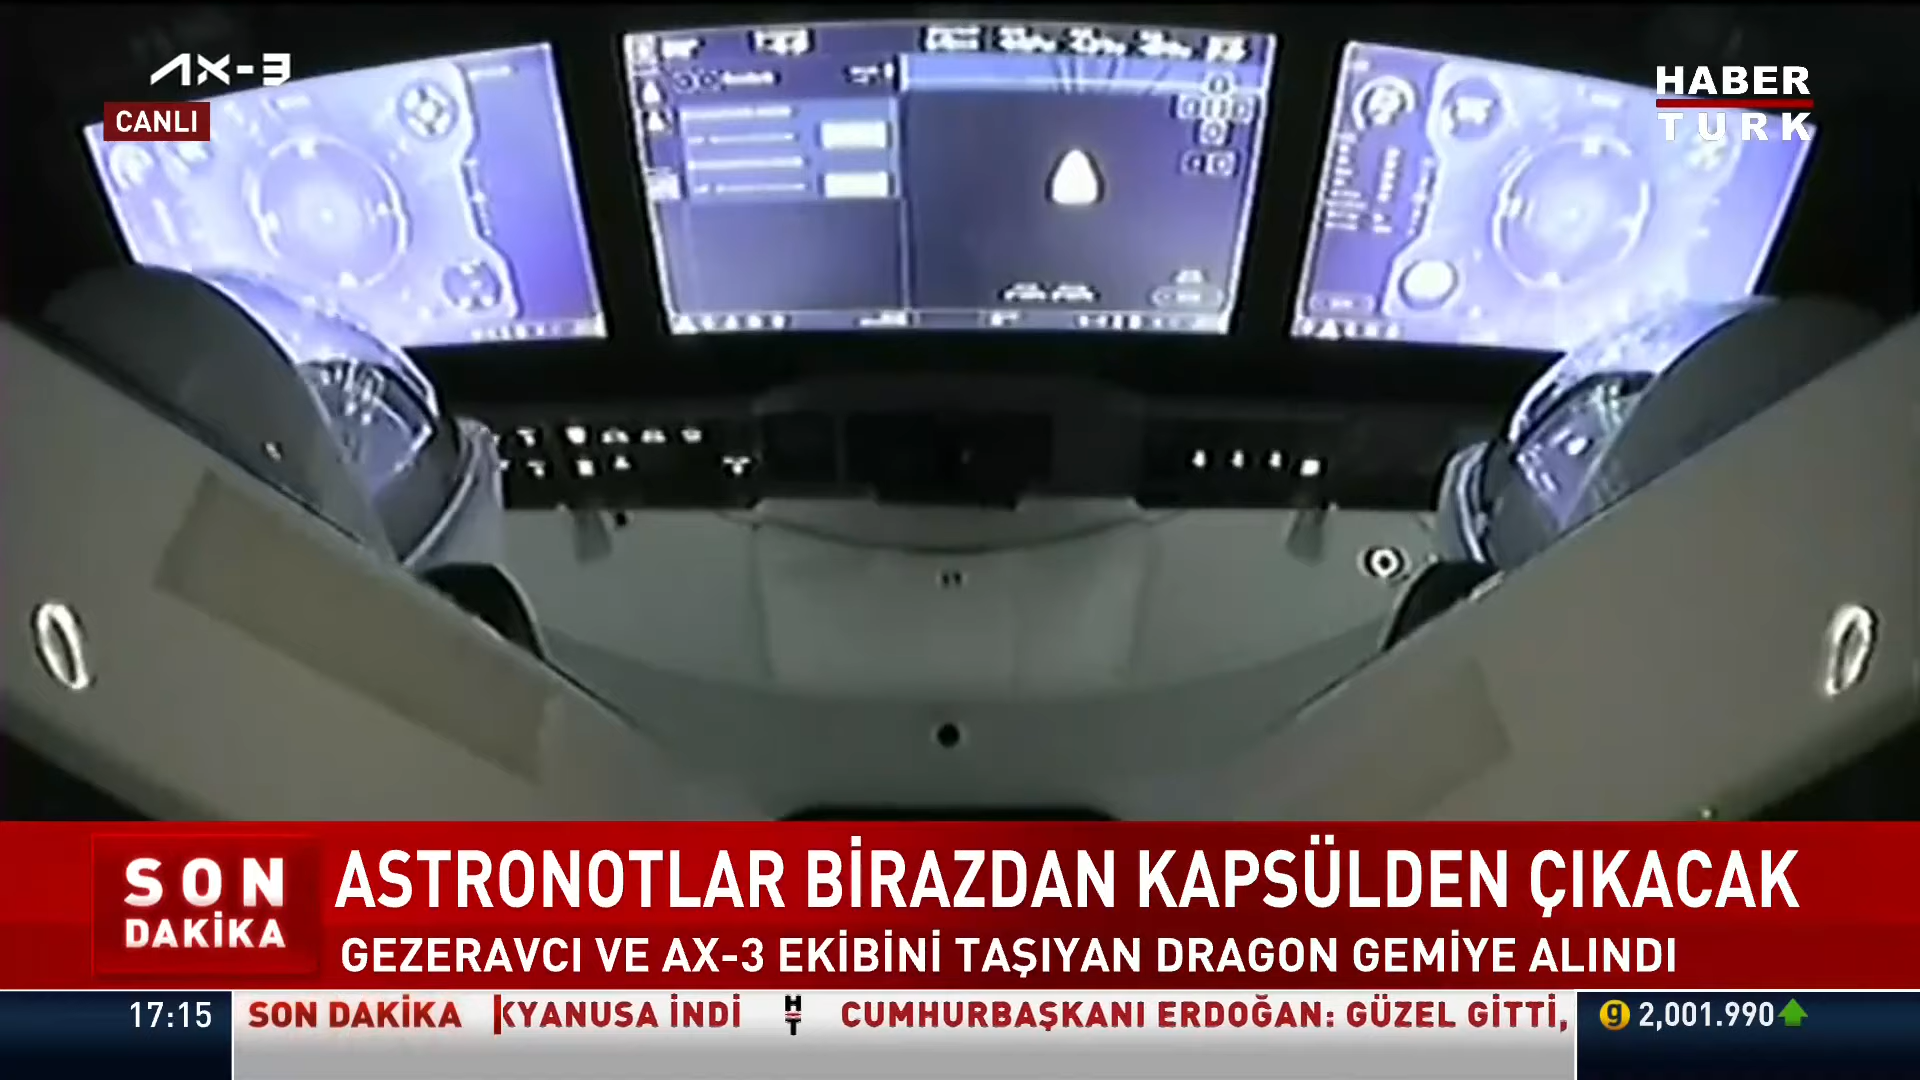 AX-3
CANLI
HABER
TURK
SON
DAKİKA
ASTRONOTLAR BİRAZDAN KAPSÜLDEN ÇIKACAK
GEZERAVCI VE AX-3 EKİBİNİ TAŞIYAN DRAGON GEMİYE ALINDI
17:15 SON DAKİKA KYANUSA İNDİ HT CUMHURBAŞKANI ERDOĞAN: GÜZEL GİTTİ, g 2,001.990